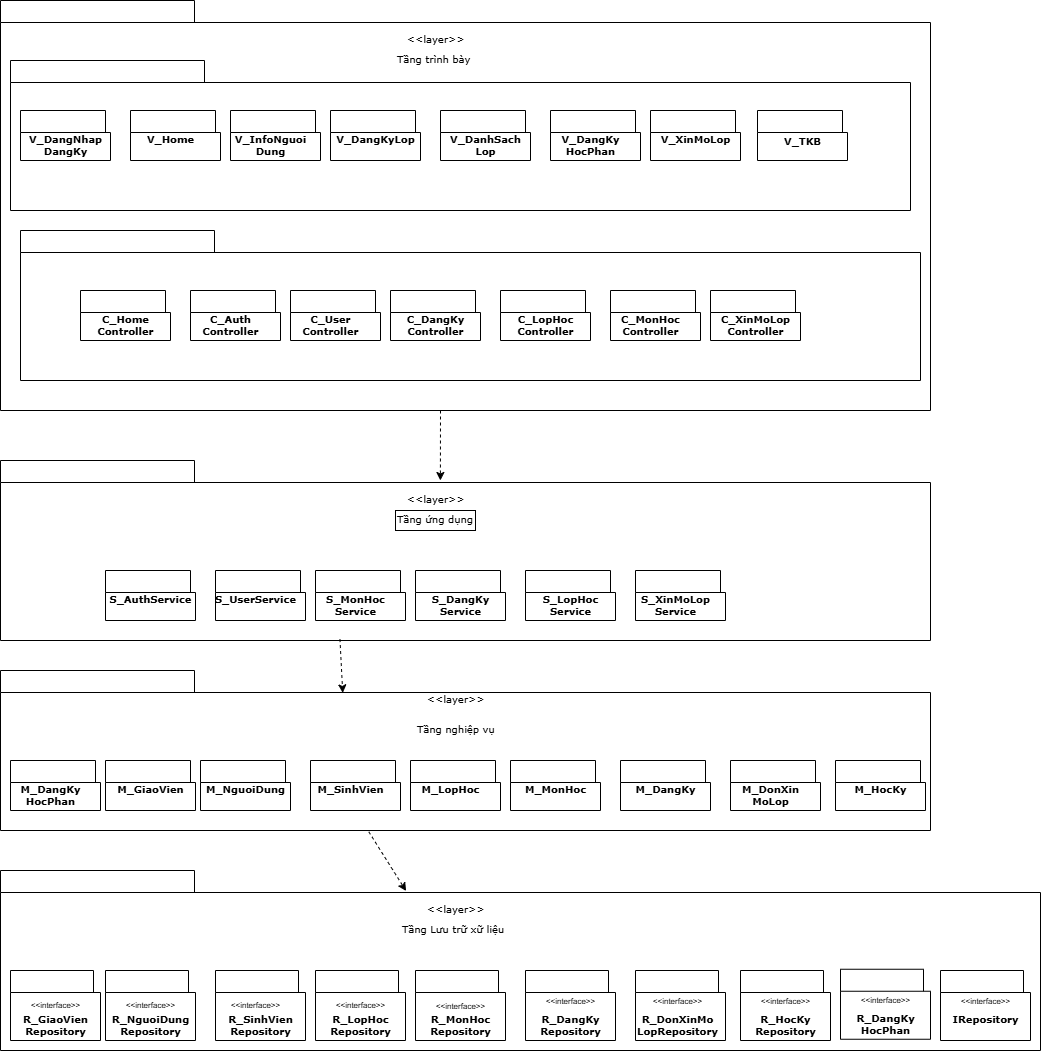 <<layer>>
Tầng trình bày
V_DangNhap
DangKy
V_Home
V_InfoNguoi
Dung
V_DangKyLop
V_DanhSach
Lop
V_DangKy
HocPhan
V_XinMoLop
V_TKB
C_Home
Controller
C_Auth
Controller
C_User
Controller
C_DangKy
Controller
C_LopHoc
Controller
C_MonHoc
Controller
C_XinMoLop
Controller
<<layer>>
Tầng ứng dụng
S_AuthService
S_UserService
S_MonHoc
Service
S_DangKy
Service
S_LopHoc
Service
S_XinMoLop
Service
<<layer>>
Tầng nghiệp vụ
M_DangKy
HocPhan
M_GiaoVien
M_NguoiDung
M_SinhVien
M_LopHoc
M_MonHoc
M_DangKy
M_DonXin
MoLop
M_HocKy
<<layer>>
Tầng Lưu trữ xữ liệu
<<interface>>
R_GiaoVien
Repository
<<interface>>
R_NguoiDung
Repository
<<interface>>
R_SinhVien
Repository
<<interface>>
R_LopHoc
Repository
<<interface>>
R_MonHoc
Repository
<<interface>>
R_DangKy
Repository
<<interface>>
R_DonXinMo
LopRepository
<<interface>>
R_HocKy
Repository
<<interface>>
R_DangKy
HocPhan
<<interface>>
IRepository